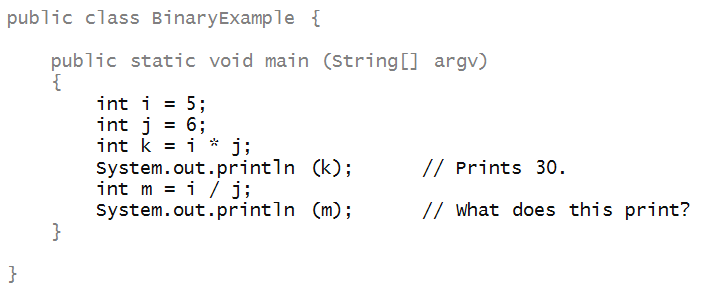 public class BinaryExample {
    public static void main (String[] argv)
    {
        int i = 5;
        int j = 6;
        int k = i * j;
        System.out.println (k);      // Prints 30.
        int m = i / j;
        System.out.println (m);      // What does this print?
    }
}